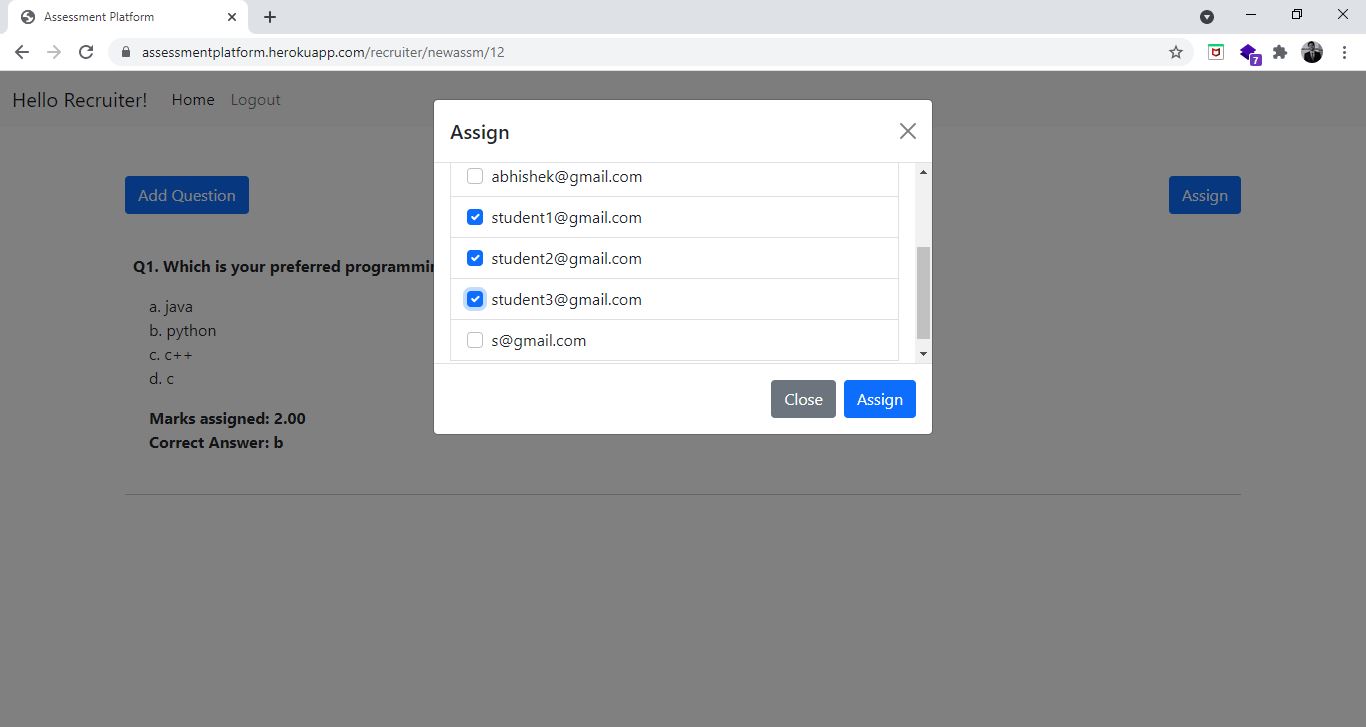 Assessment Platform
assessmentplatform.herokuapp.com/recruiter/newassm/12
7
Hello Recruiter! Home Logout
Assign
Add Question
Assign
abhishek@gmail.com
student1@gmail.com
student2@gmail.com
student3@gmail.com
s@gmail.com
Close Assign
Q1. Which is your preferred
a. java
b. python
c. c++
d. c
Marks assigned: 2.00
Correct Answer: b